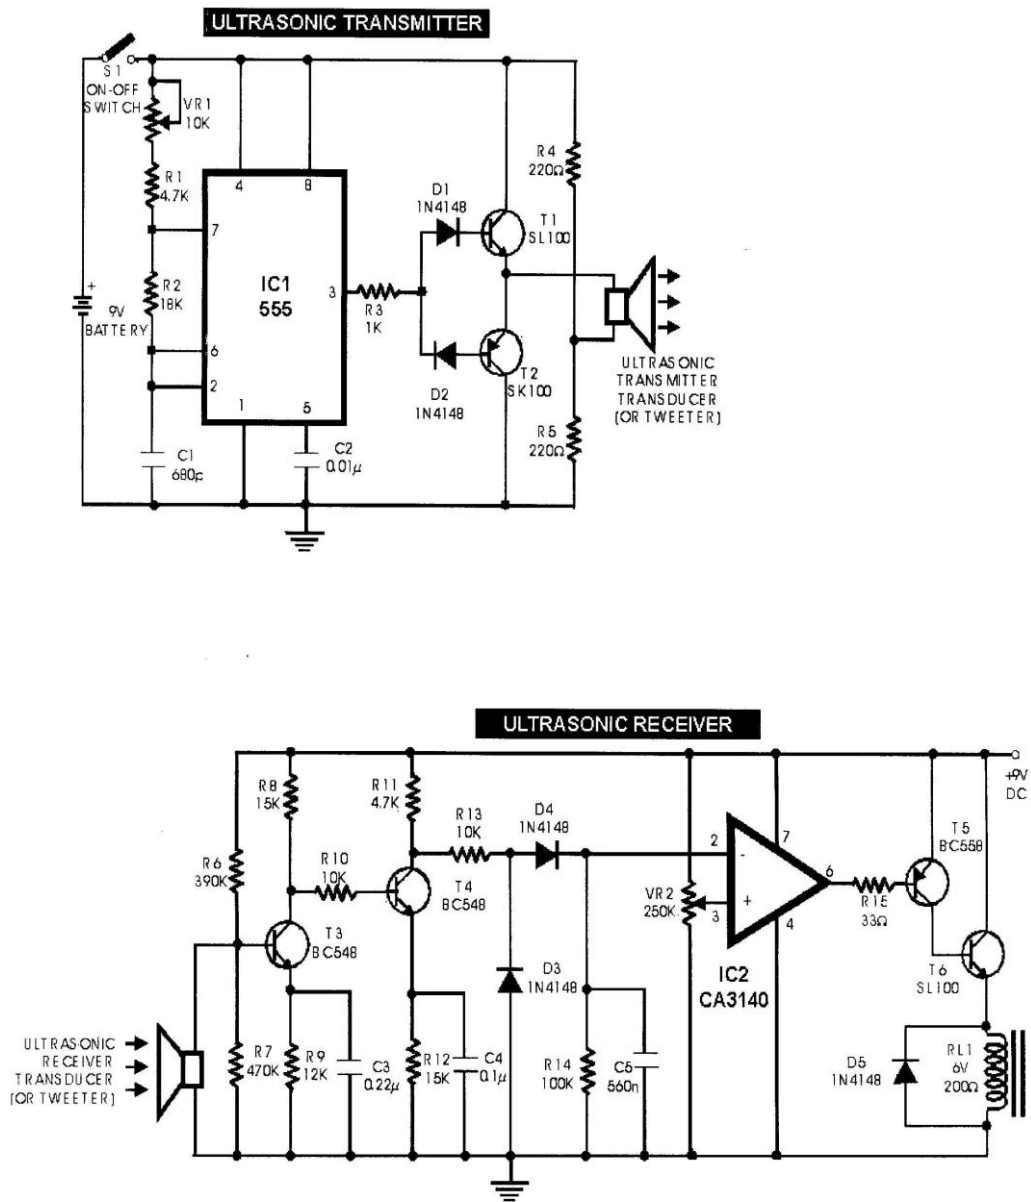 ULTRASONIC TRANSMITTER
S1
ON-OFF
SWITCH
VR1
10K
R1
4.7K
4
8
7
R2
18K
IC1
555
3
6
2
1
5
+
9V
BATTERY
C1
680p
C2
0.01µ
R3
1K
D1
1N4148
D2
1N4148
T1
SL100
T2
SK100
R4
220Ω
R5
220Ω
ULTRASONIC
TRANSMITTER
TRANSDUCER
(OR TWEETER)
ULTRASONIC RECEIVER
+9V
DC
R8
15K
R11
4.7K
R13
10K
D4
1N4148
R6
390K
R10
10K
T4
BC548
T3
BC548
VR2
250K
2
-
7
+
3
6
4
IC2
CA3140
R15
33Ω
T5
BC558
T6
SL100
D3
1N4148
ULTRASONIC
RECEIVER
TRANSDUCER
(OR TWEETER)
R7
470K
R9
12K
C3
0.22µ
R12
15K
C4
0.1µ
R14
100K
C5
560n
D5
1N4148
RL1
6V
200Ω